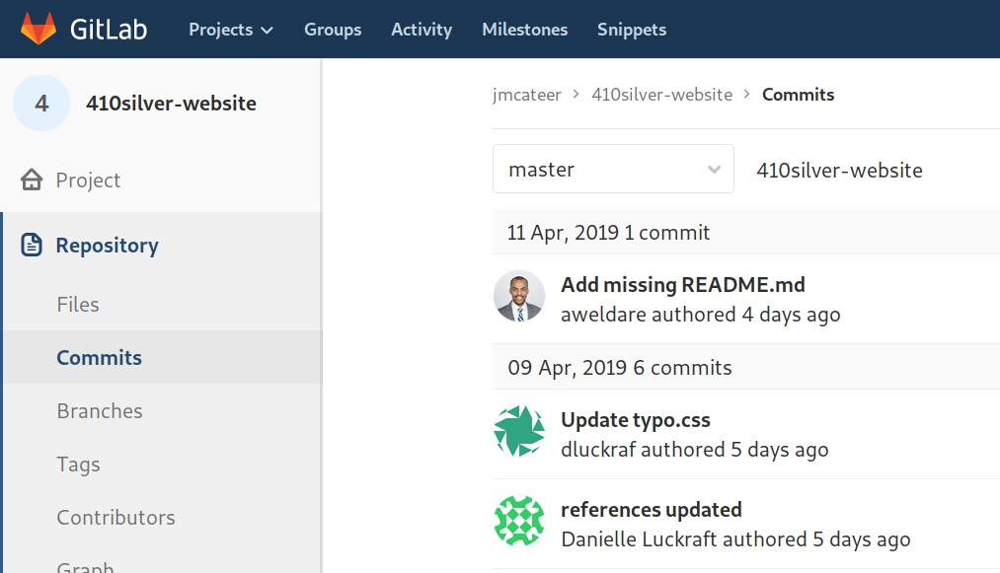 GitLab Projects Groups Activity Milestones Snippets
4 410silver-website
Project
Repository
Files
Commits
Branches
Tags
Contributors
Graph
jmcateer > 410silver-website > Commits
master 410silver-website
11 Apr, 2019 1 commit
Add missing README.md
aweldare authored 4 days ago
09 Apr, 2019 6 commits
Update typo.css
dluckraf authored 5 days ago
references updated
Danielle Luckraft authored 5 days ago